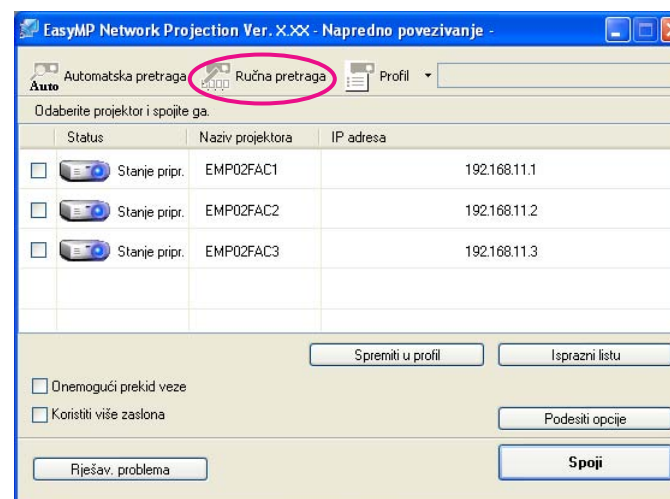 EasyMP Network Projection Ver. X.XX - Napredno povezivanje -
Auto Automatska pretraga Ručna pretraga Profil
Odaberite projektor i spojite ga.
Status Naziv projektora IP adresa
Stanje pripr. EMP02FAC1 192.168.11.1
Stanje pripr. EMP02FAC2 192.168.11.2
Stanje pripr. EMP02FAC3 192.168.11.3
Spremiti u profil Isprazni listu
Onemogući prekid veze
Koristiti više zaslona Podesiti opcije
Rješav. problema Spoji